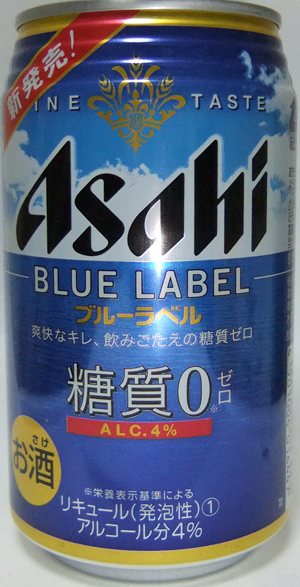 新発売!
FINE TASTE
Asahi
BLUE LABEL
ブルーラベル
爽快なキレ、飲みごたえの糖質ゼロ
糖質0※
ゼロ
ALC.4%
さけ
お酒
※栄養表示基準による
リキュール(発泡性)①
アルコール分4%